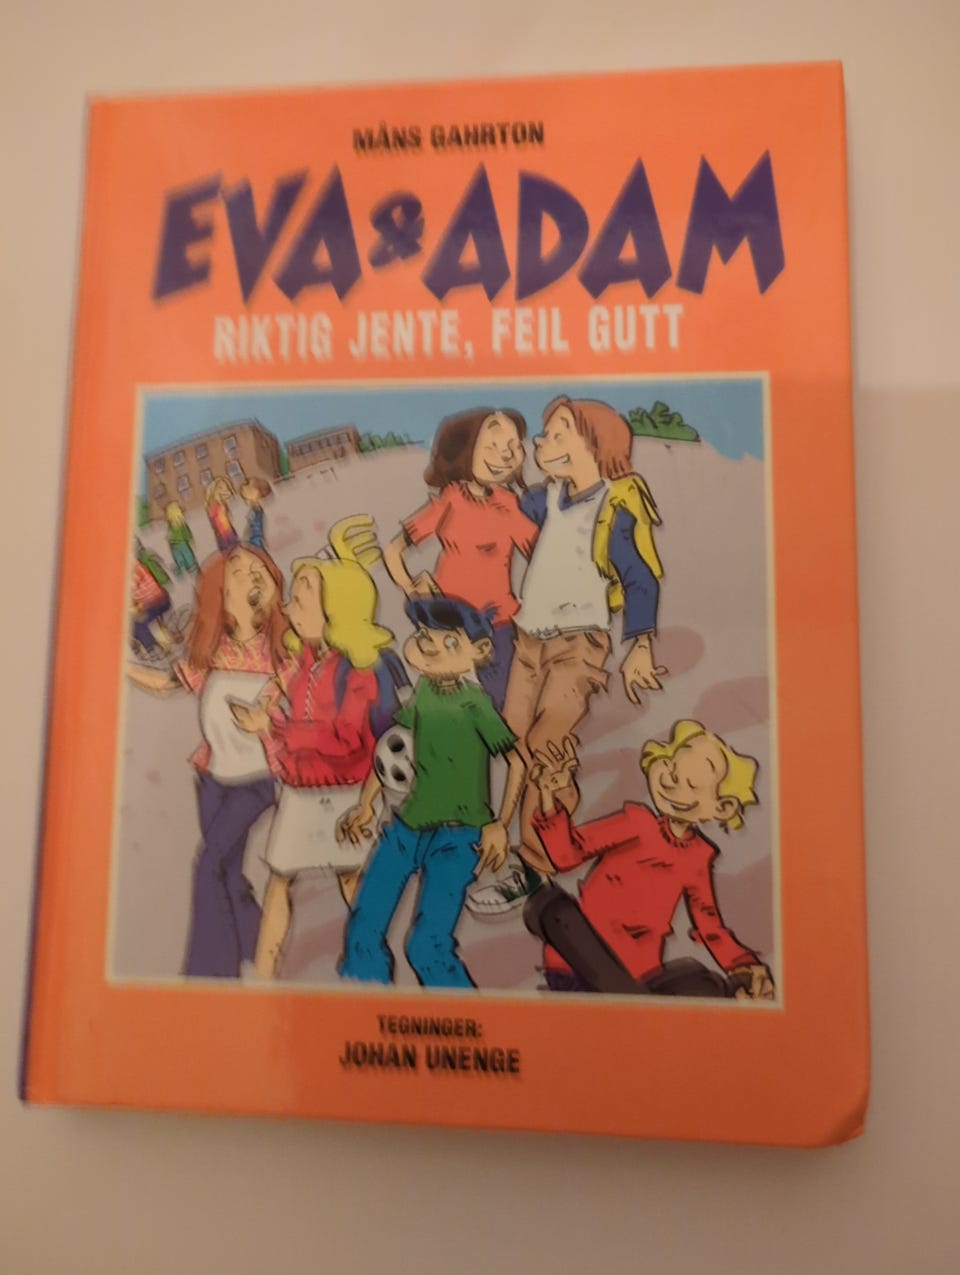 MÅNS GAHRTON
EVA & ADAM
RIKTIG JENTE, FEIL GUTT
TEGNINGER:
JOHAN UNENGE